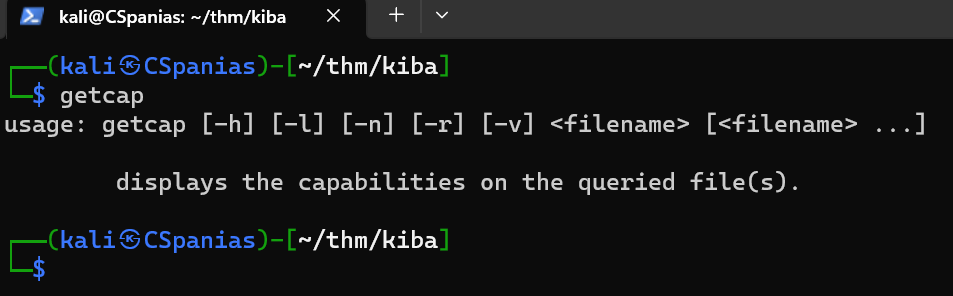 kali@CSpanias: ~/thm/kiba
┌──(kali㉿CSpanias)-[~/thm/kiba]
└─$ getcap
usage: getcap [-h] [-l] [-n] [-r] [-v] <filename> [<filename> ...]
displays the capabilities on the queried file(s).
┌──(kali㉿CSpanias)-[~/thm/kiba]
└─$